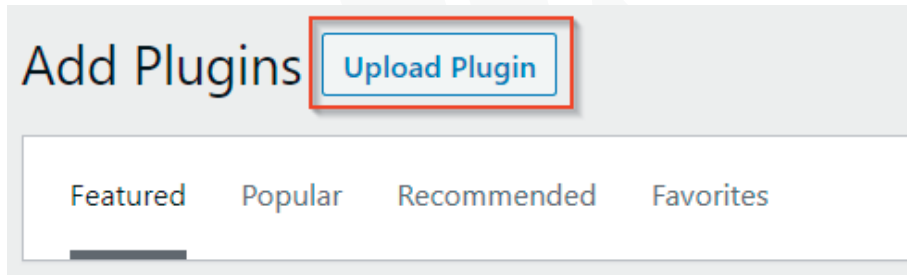 Add Plugins Upload Plugin
Featured Popular Recommended Favorites